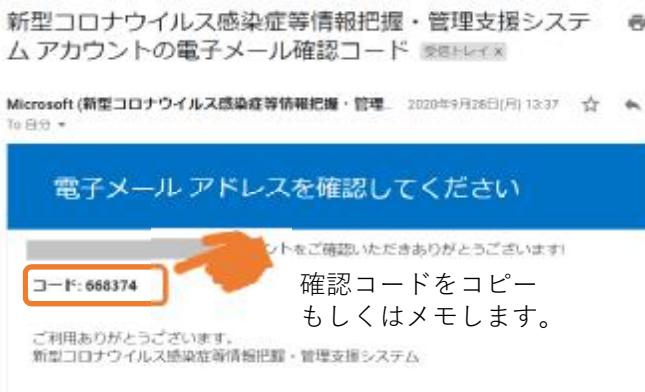 新型コロナウイルス感染症等情報把握・管理支援システ
ム アカウントの電子メール確認コード 受信トレイ×
Microsoft (新型コロナウイルス感染症等情報把握・管理.. 2020年9月28日(月) 13:37
To 自分
電子メール アドレスを確認してください
ントをご確認いただきありがとうございます!
コード: 668374
確認コードをコピー
もしくはメモします。
ご利用ありがとうございます。
新型コロナウイルス感染症等情報把握・管理支援システム